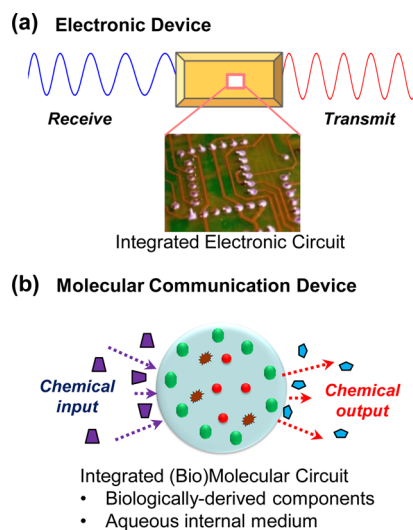 (a) Electronic Device
Receive
Transmit
Integrated Electronic Circuit
(b) Molecular Communication Device
Chemical
input
Chemical
output
Integrated (Bio)Molecular Circuit
• Biologically-derived components
• Aqueous internal medium